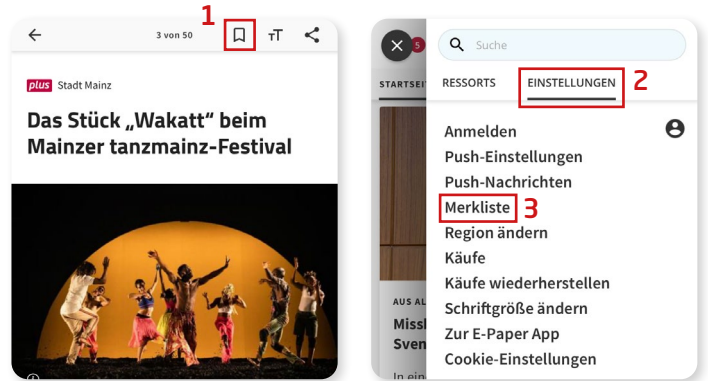 1
3 von 50
TT
plus Stadt Mainz
Das Stück „Wakatt“ beim
Mainzer tanzmainz-Festival
5
Suche
STARTSEI
RESSORTS
EINSTELLUNGEN
2
Anmelden
Push-Einstellungen
Push-Nachrichten
Merkliste
3
Region ändern
Käufe
Käufe wiederherstellen
Schriftgröße ändern
Zur E-Paper App
Cookie-Einstellungen
AUS AL
Missl
Sven
In ein